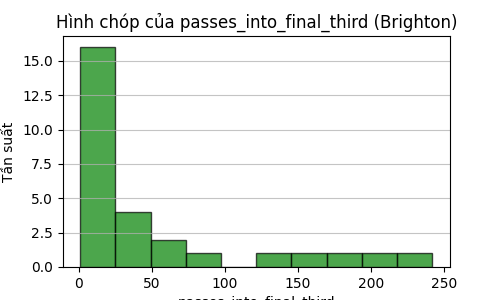 Hình chóp của passes_into_final_third (Brighton)
Tần suất
15.0
12.5
10.0
7.5
5.0
2.5
0.0
0 50 100 150 200 250
passes_into_final_third